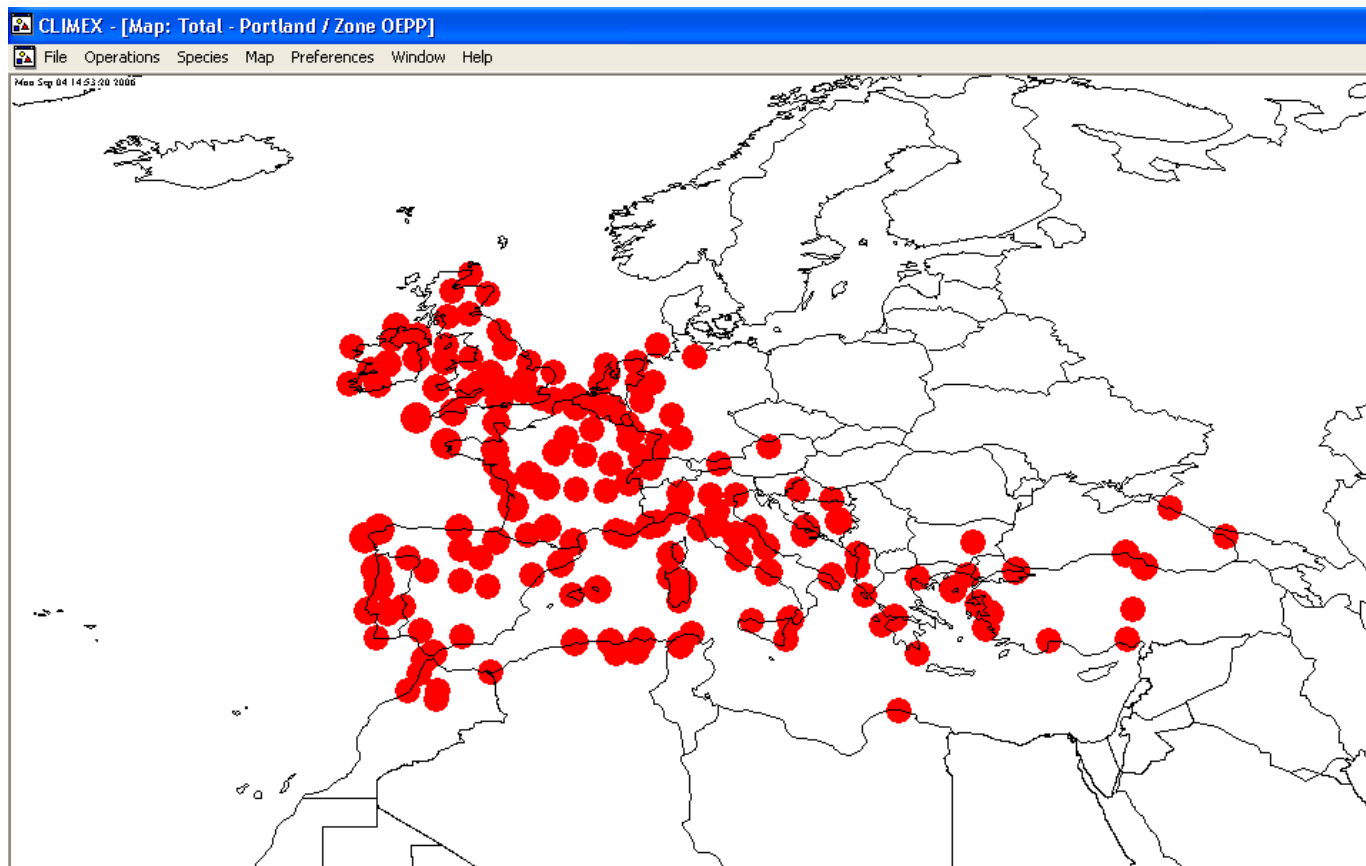 CLIMEX - [Map: Total - Portland / Zone OEPP]
File Operations Species Map Preferences Window Help
Mon Sep 04 14:53:20 2006